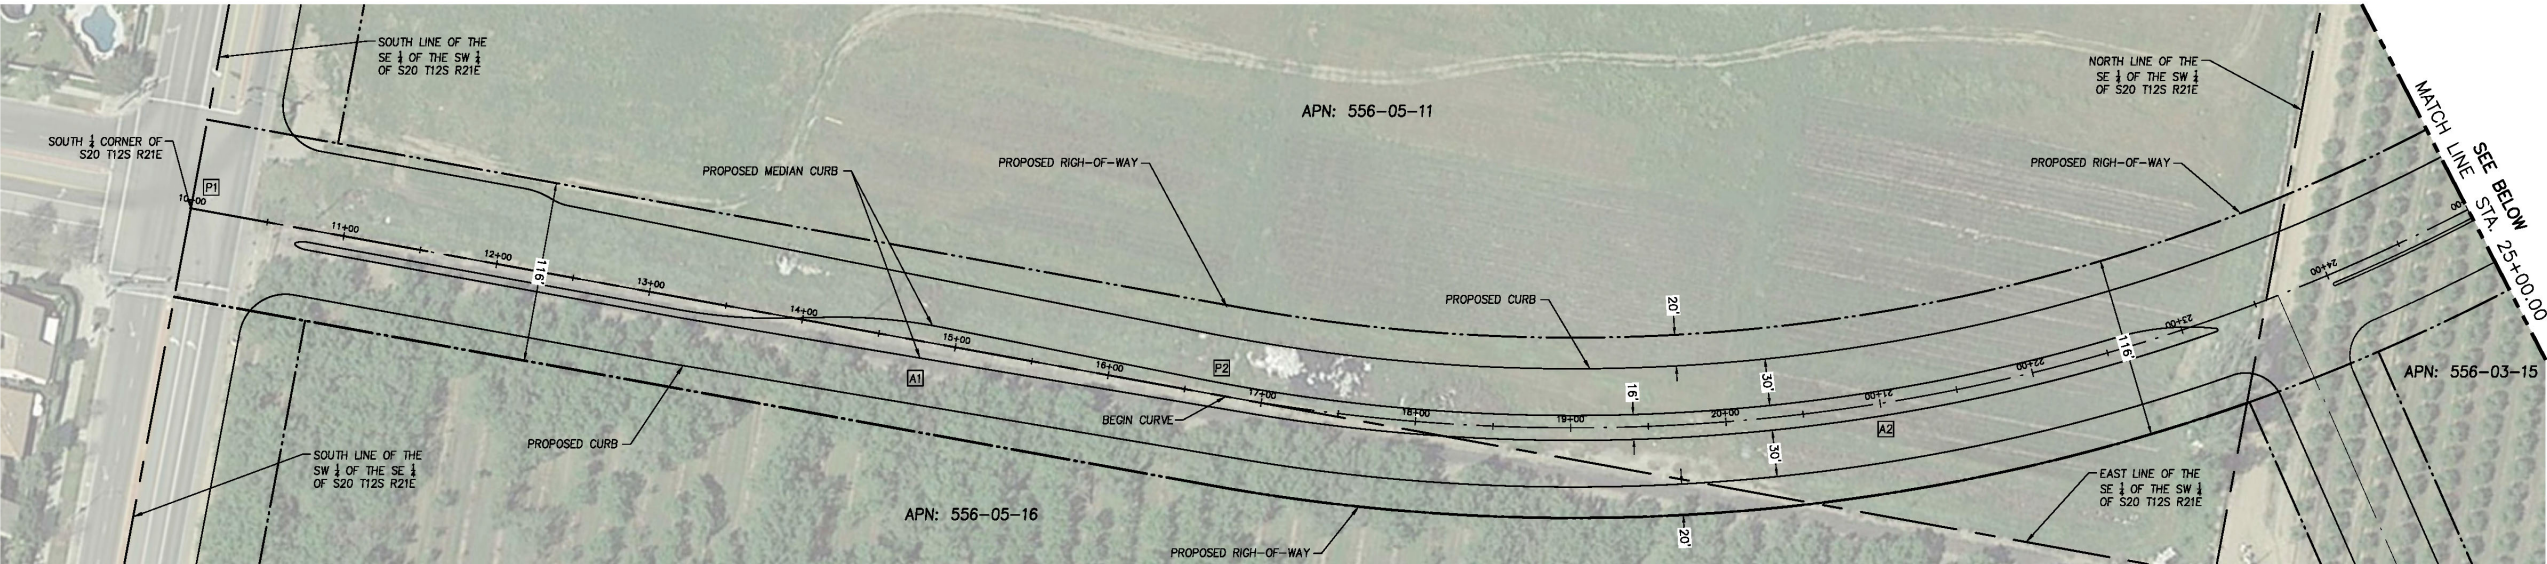 SOUTH LINE OF THE
SE ¼ OF THE SW ¼
OF S20 T12S R21E
NORTH LINE OF THE
SE ¼ OF THE SW ¼
OF S20 T12S R21E
MATCH LINE STA. 25+00.00
SEE BELOW
APN: 556-05-11
SOUTH ¼ CORNER OF
S20 T12S R21E
PROPOSED MEDIAN CURB
PROPOSED RIGH-OF-WAY
PROPOSED RIGH-OF-WAY
P1
10+00
11+00
12+00
13+00
14+00
15+00
16+00
17+00
18+00
19+00
20+00
21+00
22+00
23+00
24+00
00
116'
PROPOSED CURB
20'
30'
16'
30'
20'
116'
P2
A1
BEGIN CURVE
A2
APN: 556-03-15
PROPOSED CURB
SOUTH LINE OF THE
SW ¼ OF THE SE ¼
OF S20 T12S R21E
EAST LINE OF THE
SE ¼ OF THE SW ¼
OF S20 T12S R21E
APN: 556-05-16
PROPOSED RIGH-OF-WAY